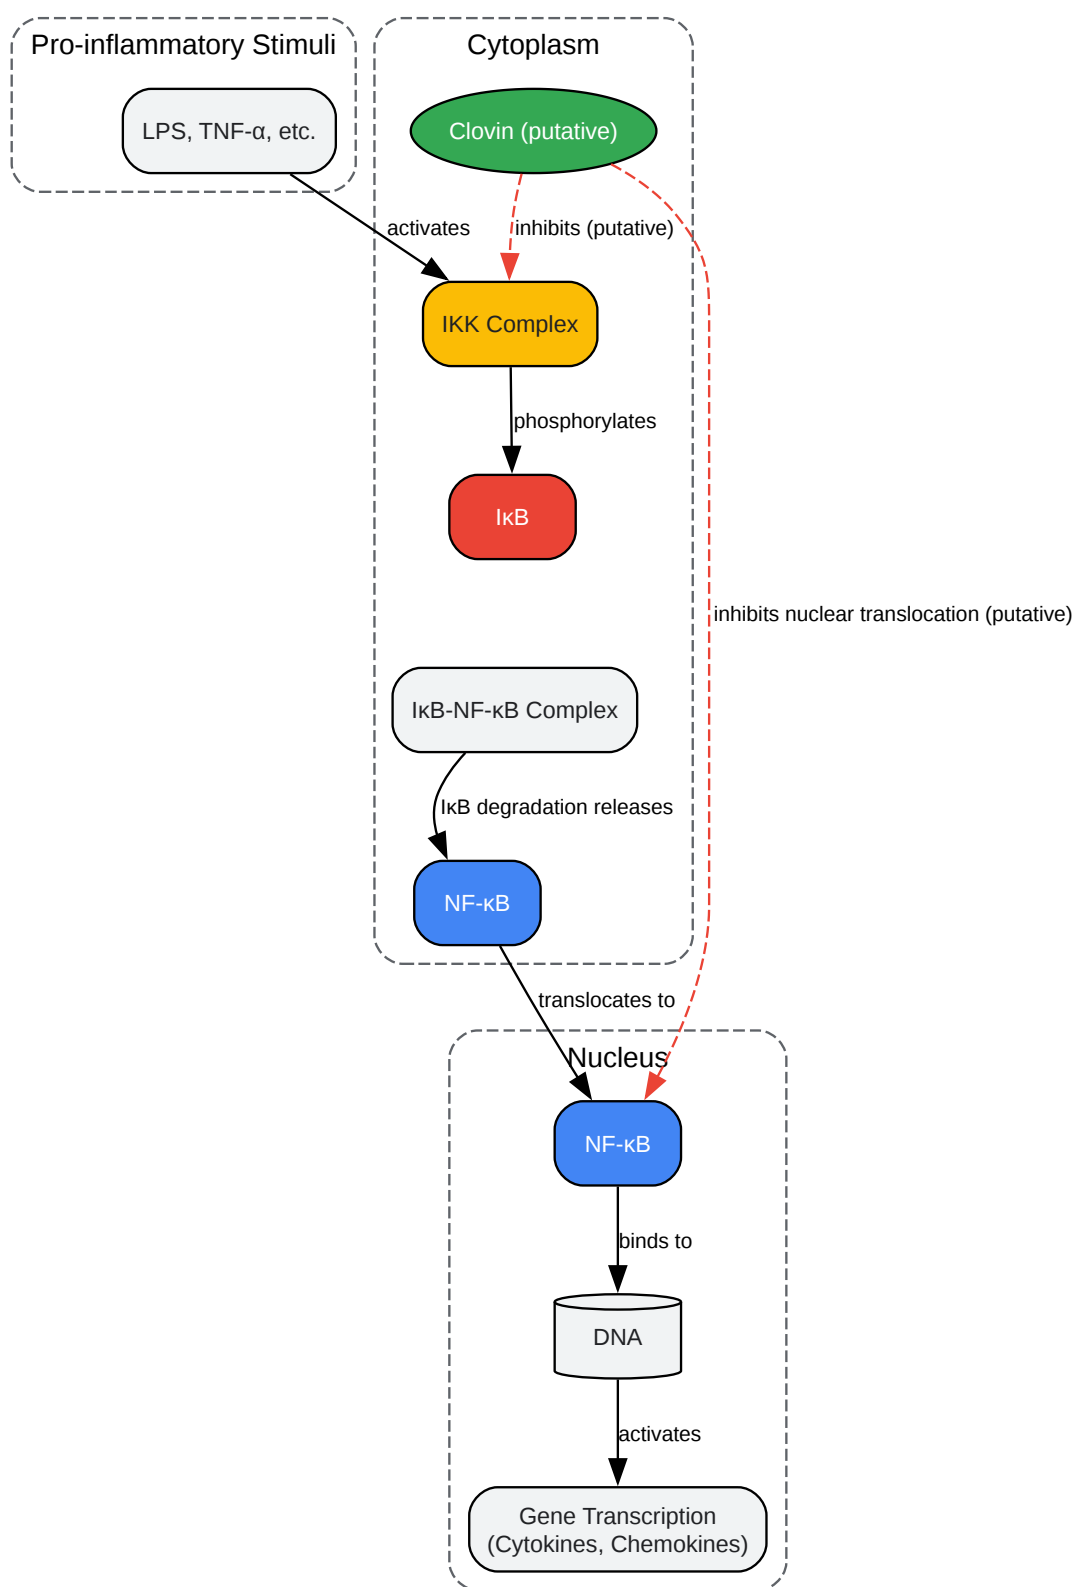 Pro-inflammatory Stimuli
Cytoplasm
LPS, TNF-α, etc.
Clovin (putative)
activates
inhibits (putative)
IKK Complex
phosphorylates
IκB
inhibits nuclear translocation (putative)
IκB-NF-κB Complex
IκB degradation releases
NF-κB
translocates to
Nucleus
NF-κB
binds to
DNA
activates
Gene Transcription
(Cytokines, Chemokines)